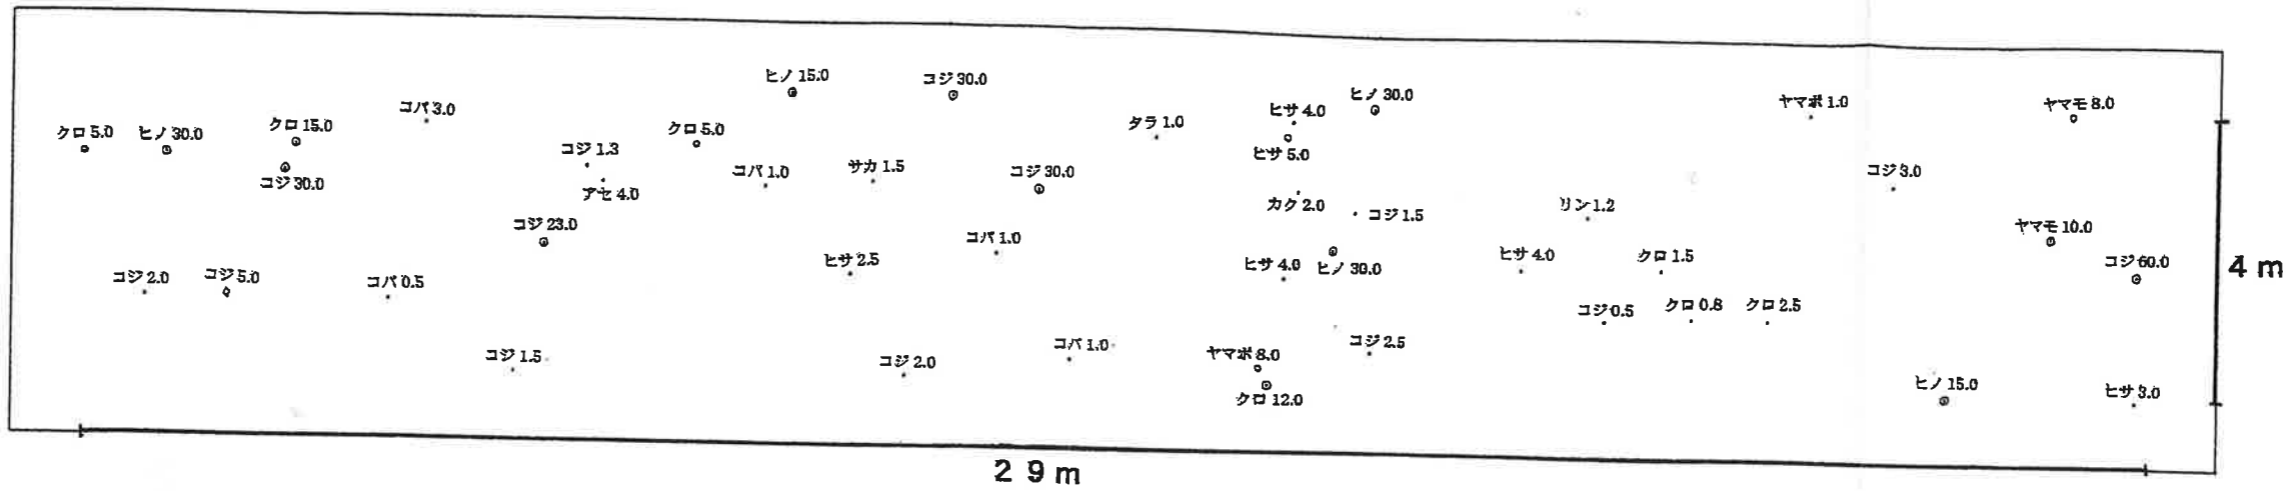 ヒノ 15.0
コジ 30.0
ヒノ 30.0
コバ 3.0
ヒサ 4.0
ヤマボ 1.0
ヤマモ 8.0
クロ 5.0
ヒノ 30.0
クロ 15.0
クロ 5.0
タラ 1.0
コジ 1.3
ヒサ 5.0
コジ 30.0
コバ 1.0
サカ 1.5
コジ 30.0
コジ 3.0
アセ 4.0
カク 2.0
コジ 1.5
リン 1.2
コジ 23.0
ヤマモ 10.0
コバ 1.0
コジ 2.0
コジ 5.0
コバ 0.5
ヒサ 2.5
ヒサ 4.0
ヒノ 30.0
ヒサ 4.0
クロ 1.5
コジ 60.0
4 m
コジ 0.5
クロ 0.8
クロ 2.5
コジ 1.5
コジ 2.0
コバ 1.0
ヤマボ 8.0
コジ 2.5
クロ 12.0
ヒノ 15.0
ヒサ 3.0
29m